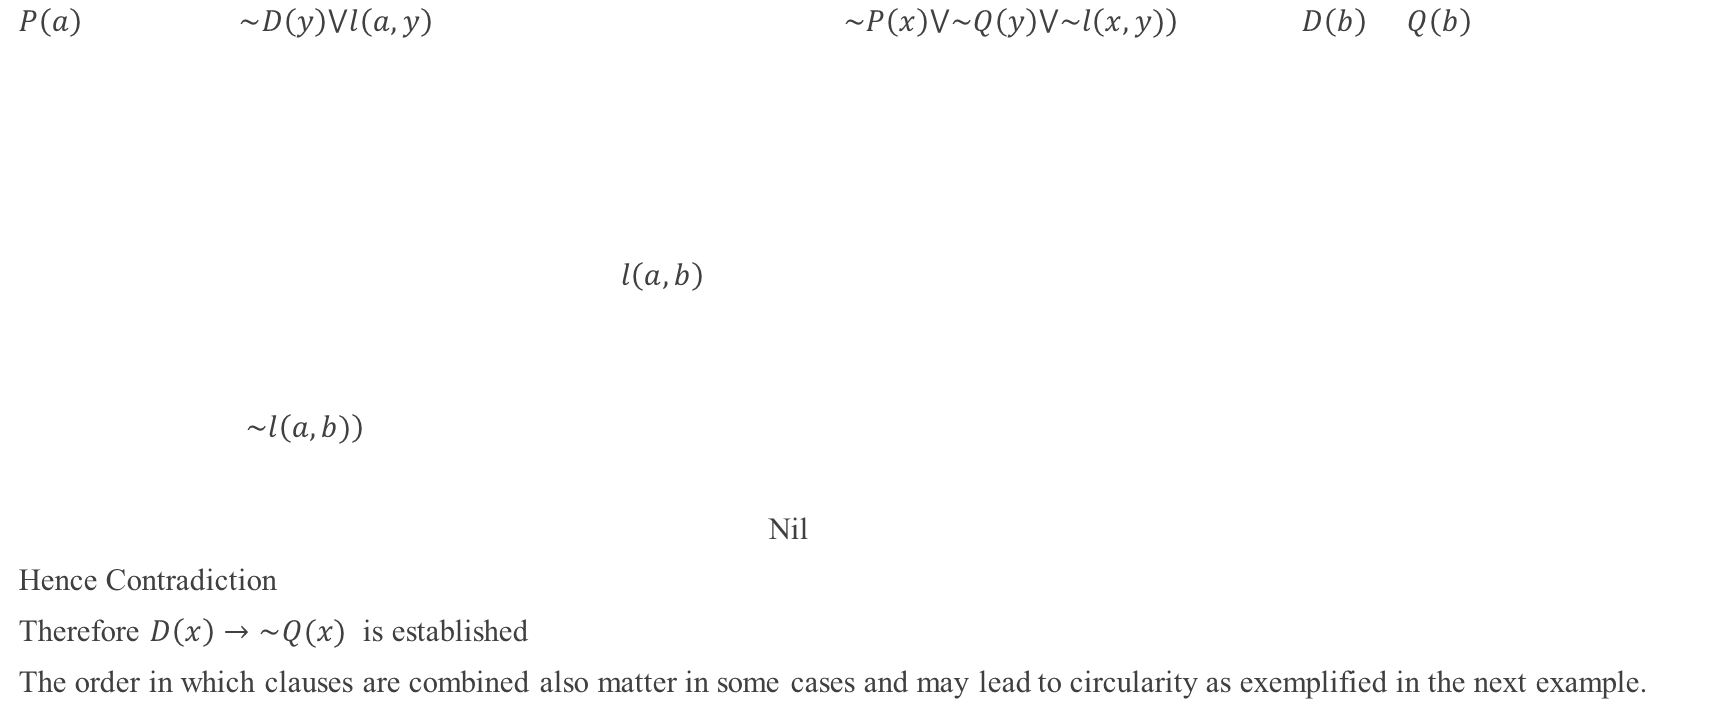 P(a) ~D(y)⋁l(a, y) ~P(x)⋁~Q(y)⋁~l(x, y)) D(b) Q(b)
l(a, b)
~l(a, b))
Nil
Hence Contradiction
Therefore D(x) → ~Q(x) is established
The order in which clauses are combined also matter in some cases and may lead to circularity as exemplified in the next example.